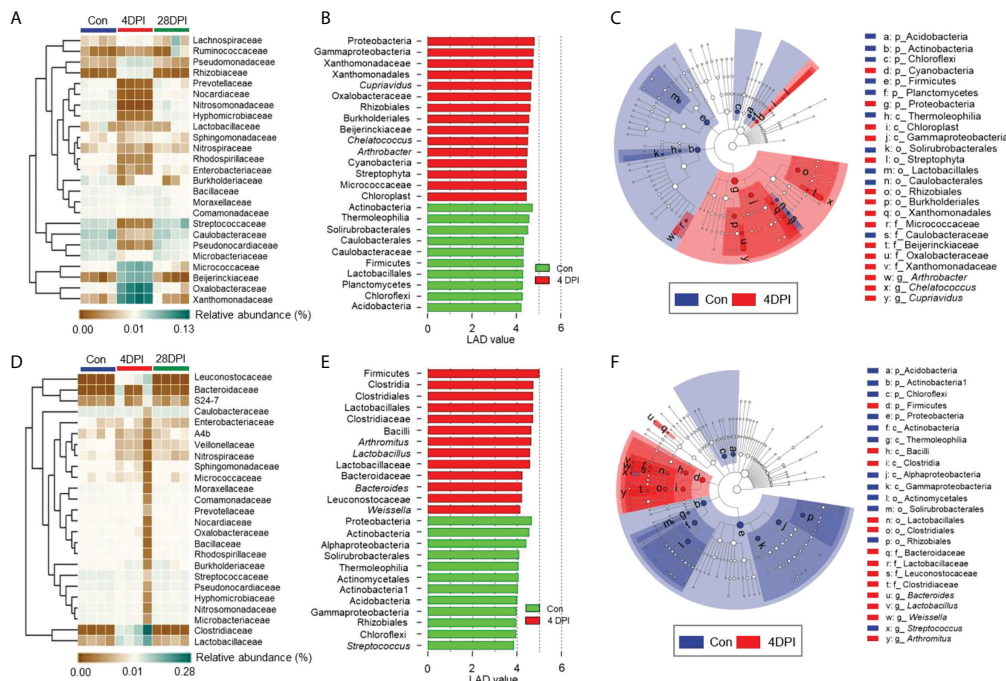 A
Con 4DPI 28DPI
Lachnospiraceae
Ruminococcaceae
Pseudomonadaceae
Rhizobiaceae
Prevotellaceae
Nocardiaceae
Nitrosomonadaceae
Hyphomicrobiaceae
Lactobacillaceae
Sphingomonadaceae
Nitrospiraceae
Rhodospirillaceae
Enterobacteriaceae
Burkholderiaceae
Bacillaceae
Moraxellaceae
Comamonadaceae
Streptococcaceae
Caulobacteraceae
Pseudonocardiaceae
Microbacteriaceae
Micrococcaceae
Beijerinckiaceae
Oxalobacteraceae
Xanthomonadaceae
Relative abundance (%)
0.00 0.01 0.13
B
Proteobacteria
Gammaproteobacteria
Xanthomonadaceae
Xanthomonadales
Cupriavidus
Oxalobacteraceae
Rhizobiales
Burkholderiales
Beijerinckiaceae
Chelatococcus
Arthrobacter
Cyanobacteria
Streptophyta
Micrococcaceae
Chloroplast
Actinobacteria
Thermoleophilia
Solirubrobacterales
Caulobacterales
Caulobacteraceae
Firmicutes
Lactobacillales
Planctomycetes
Chloroflexi
Acidobacteria
Con
4 DPI
0 2 4 6
LAD value
C
m
e
c
e
b
l
i
k
h
b
g
o
t
x
j
q
p
u
y
w
r
Con 4DPI
a: p_Acidobacteria
b: p_Actinobacteria
c: p_Chloroflexi
d: p_Cyanobacteria
e: p_Firmicutes
f: p_Planctomycetes
g: p_Proteobacteria
h: c_Thermoleophilia
i: c_Chloroplast
j: c_Gammaproteobacteria
k: o_Solirubrobacterales
l: o_Streptophyta
m: o_Lactobacillales
n: o_Caulobacterales
o: o_Rhizobiales
p: o_Burkholderiales
q: o_Xanthomonadales
r: f_Micrococcaceae
s: f_Caulobacteraceae
t: f_Beijerinckiaceae
u: f_Oxalobacteraceae
v: f_Xanthomonadaceae
w: g_Arthrobacter
x: g_Chelatococcus
y: g_Cupriavidus
D
Con 4DPI 28DPI
Leuconostocaceae
Bacteroidaceae
S24-7
Caulobacteraceae
Enterobacteriaceae
A4b
Veillonellaceae
Nitrospiraceae
Sphingomonadaceae
Micrococcaceae
Moraxellaceae
Comamonadaceae
Prevotellaceae
Nocardiaceae
Oxalobacteraceae
Bacillaceae
Rhodospirillaceae
Burkholderiaceae
Streptococcaceae
Pseudonocardiaceae
Hyphomicrobiaceae
Nitrosomonadaceae
Microbacteriaceae
Clostridiaceae
Lactobacillaceae
Relative abundance (%)
0.00 0.01 0.28
E
Firmicutes
Clostridia
Clostridiales
Lactobacillales
Clostridiaceae
Bacilli
Arthromitus
Lactobacillus
Lactobacillaceae
Bacteroidaceae
Bacteroides
Leuconostocaceae
Weissella
Proteobacteria
Actinobacteria
Alphaproteobacteria
Solirubrobacterales
Thermoleophilia
Actinomycetales
Actinobacteria1
Acidobacteria
Gammaproteobacteria
Rhizobiales
Chloroflexi
Streptococcus
Con
4 DPI
0 2 4 6
LAD value
F
u
q
c
a
n
h
d
y
t
o
i
b
g
m
f
l
e
k
j
p
Con 4DPI
a: p_Acidobacteria
b: p_Actinobacteria1
c: p_Chloroflexi
d: p_Firmicutes
e: p_Proteobacteria
f: c_Actinobacteria
g: c_Thermoleophilia
h: c_Bacilli
i: c_Clostridia
j: c_Alphaproteobacteria
k: c_Gammaproteobacteria
l: o_Actinomycetales
m: o_Solirubrobacterales
n: o_Lactobacillales
o: o_Clostridiales
p: o_Rhizobiales
q: f_Bacteroidaceae
r: f_Lactobacillaceae
s: f_Leuconostocaceae
t: f_Clostridiaceae
u: g_Bacteroides
v: g_Lactobacillus
w: g_Weissella
x: g_Streptococcus
y: g_Arthromitus